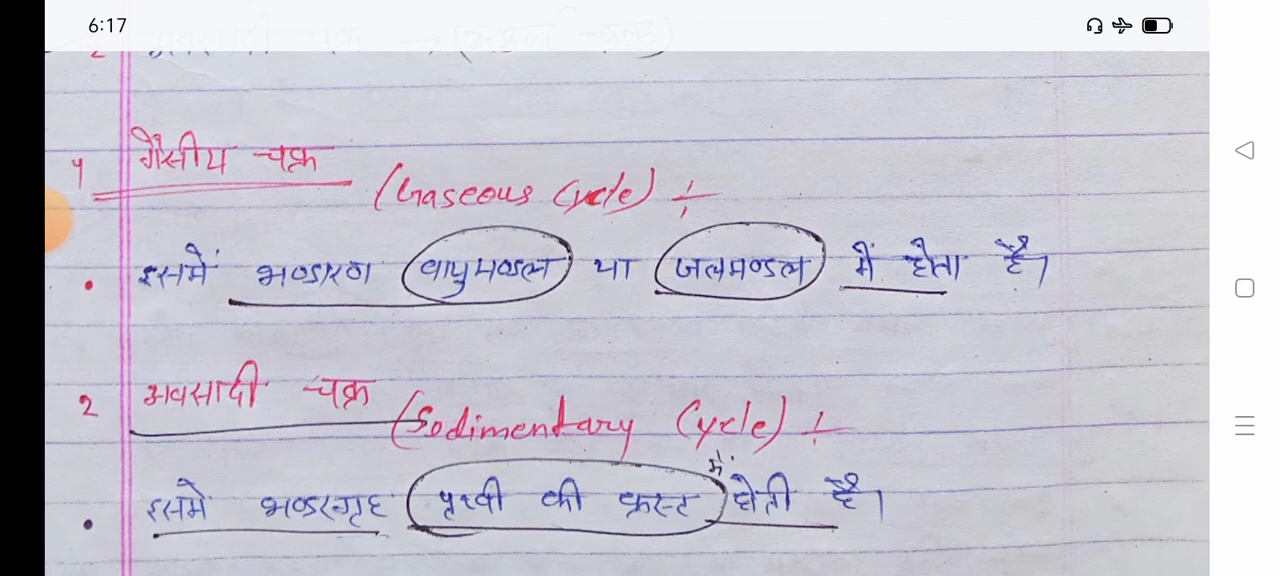 6:17
१ गैसीय चक्र (Gaseous Cycle) ÷
• इसमें भण्डारण वायुमण्डल या जलमण्डल में होता है।
2 अवसादी चक्र (Sedimentary Cycle) ÷
• इसमे भण्डारगृह पृथ्वी की क्रस्ट में होती है।